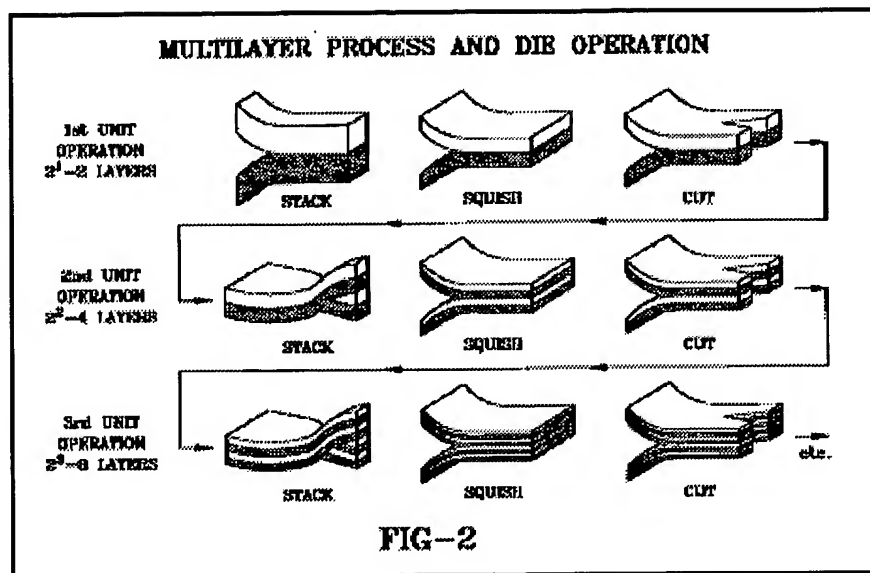 MULTILAYER PROCESS AND DIE OPERATION
1st UNIT
OPERATION
2¹-2 LAYERS
STACK
SQUISH
CUT
2nd UNIT
OPERATION
2²-4 LAYERS
STACK
SQUISH
CUT
3rd UNIT
OPERATION
2³-8 LAYERS
STACK
SQUISH
CUT
etc.
FIG-2